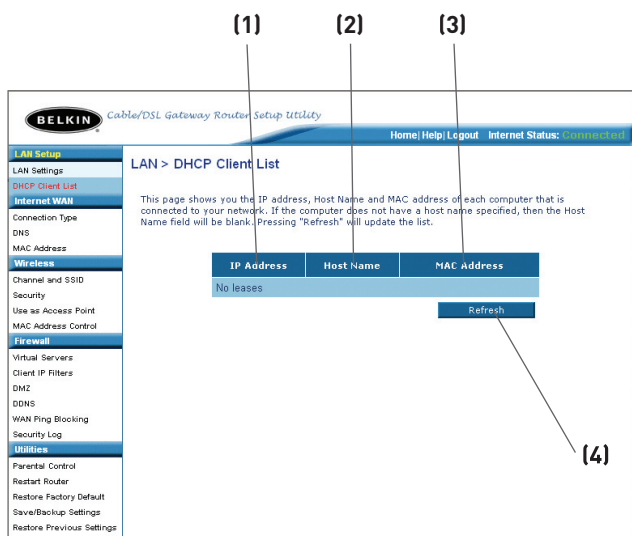 (1) (2) (3)
BELKIN Cable/DSL Gateway Router Setup Utility
Home| Help| Logout Internet Status: Connected
LAN Setup
LAN Settings
DHCP Client List
Internet WAN
Connection Type
DNS
MAC Address
Wireless
Channel and SSID
Security
Use as Access Point
MAC Address Control
Firewall
Virtual Servers
Client IP Filters
DMZ
DDNS
WAN Ping Blocking
Security Log
Utilities
Parental Control
Restart Router
Restore Factory Default
Save/Backup Settings
Restore Previous Settings
LAN > DHCP Client List
This page shows you the IP address, Host Name and MAC address of each computer that is
connected to your network. If the computer does not have a host name specified, then the Host
Name field will be blank. Pressing "Refresh" will update the list.
IP Address Host Name MAC Address
No leases
Refresh
(4)